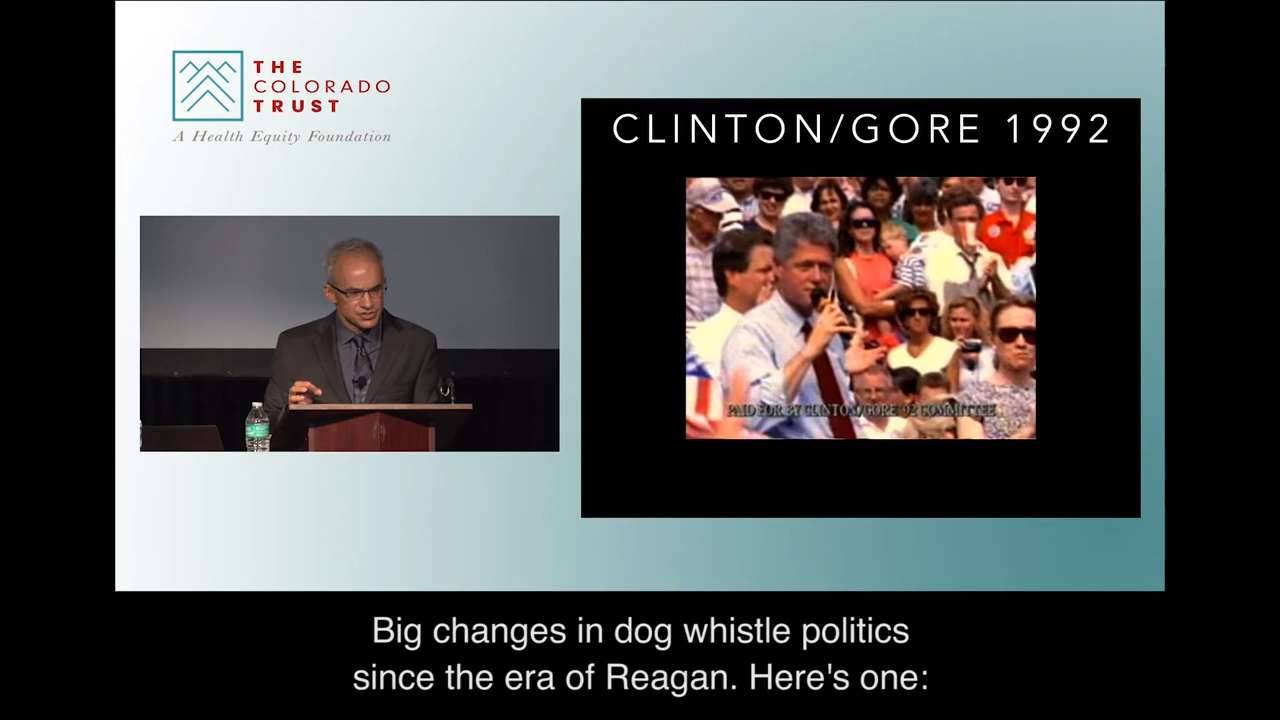 THE
COLORADO
TRUST
A Health Equity Foundation
CLINTON/GORE 1992
PAID FOR BY CLINTON/GORE '92 COMMITTEE
Big changes in dog whistle politics
since the era of Reagan. Here's one: